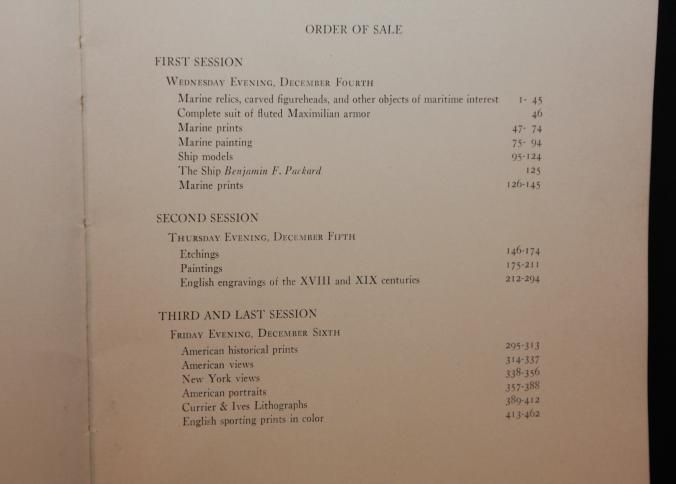 ORDER OF SALE
FIRST SESSION
Wednesday Evening, December Fourth
Marine relics, carved figureheads, and other objects of maritime interest 1- 45
Complete suit of fluted Maximilian armor 46
Marine prints 47- 74
Marine painting 75- 94
Ship models 95-124
The Ship Benjamin F. Packard 125
Marine prints 126-145
SECOND SESSION
Thursday Evening, December Fifth
Etchings 146-174
Paintings 175-211
English engravings of the XVIII and XIX centuries 212-294
THIRD AND LAST SESSION
Friday Evening, December Sixth
American historical prints 295-313
American views 314-337
New York views 338-356
American portraits 357-388
Currier & Ives Lithographs 389-412
English sporting prints in color 413-462